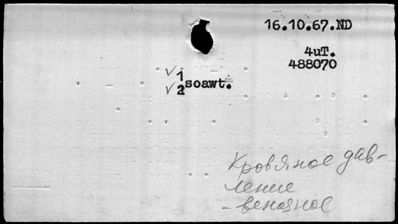 16.10.67.ND
4uT.
488070
√ 1
√ 2 soawt.
Кровяное дав-
ление
- венозное